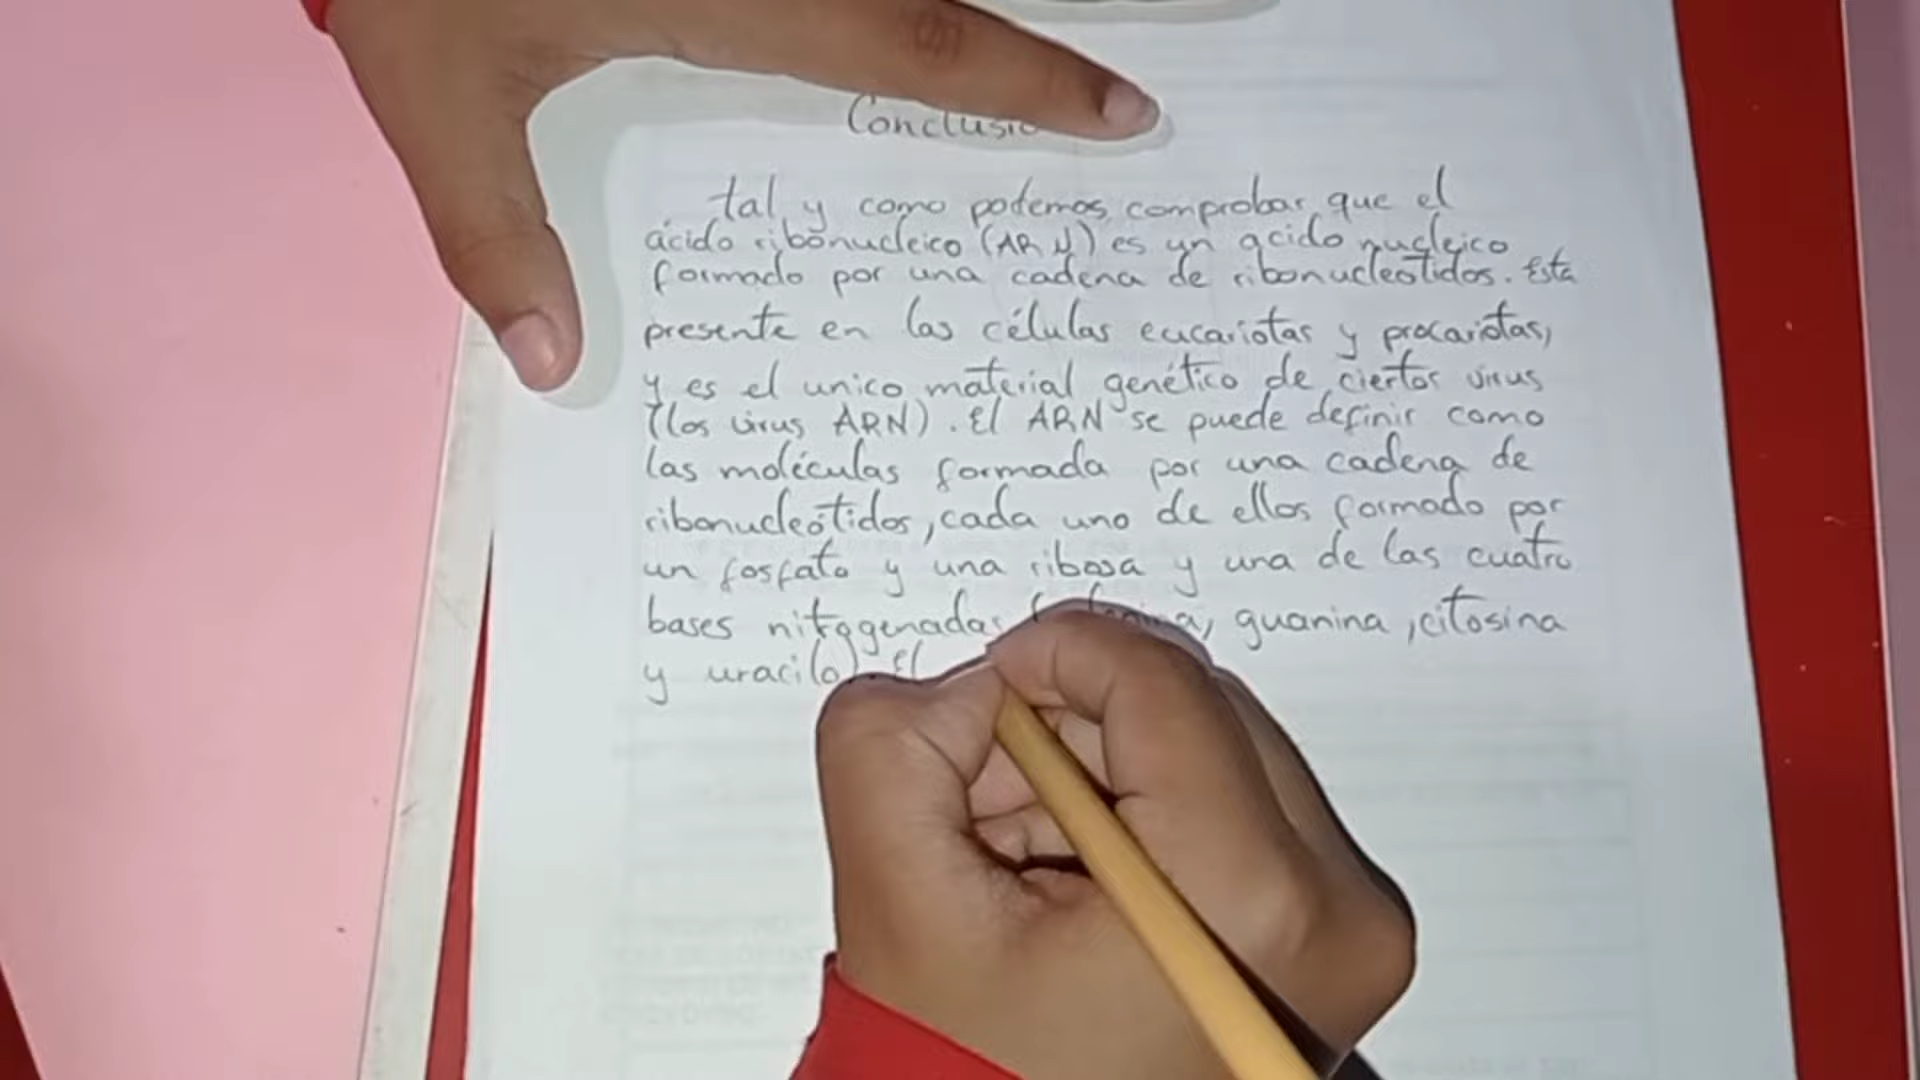 Conclusio
tal y como podemos comprobar que el
ácido ribonucleico (ARN) es un acido nucleico
formado por una cadena de ribonucleótidos. Esta
presente en las células eucariotas y procariotas,
y es el unico material genético de ciertos virus
(los virus ARN). El ARN se puede definir como
las moléculas formada por una cadena de
ribonucleótidos, cada uno de ellos formado por
un fosfato y una ribosa y una de las cuatro
bases nitrogenadas guanina, citosina
y uracilo). El